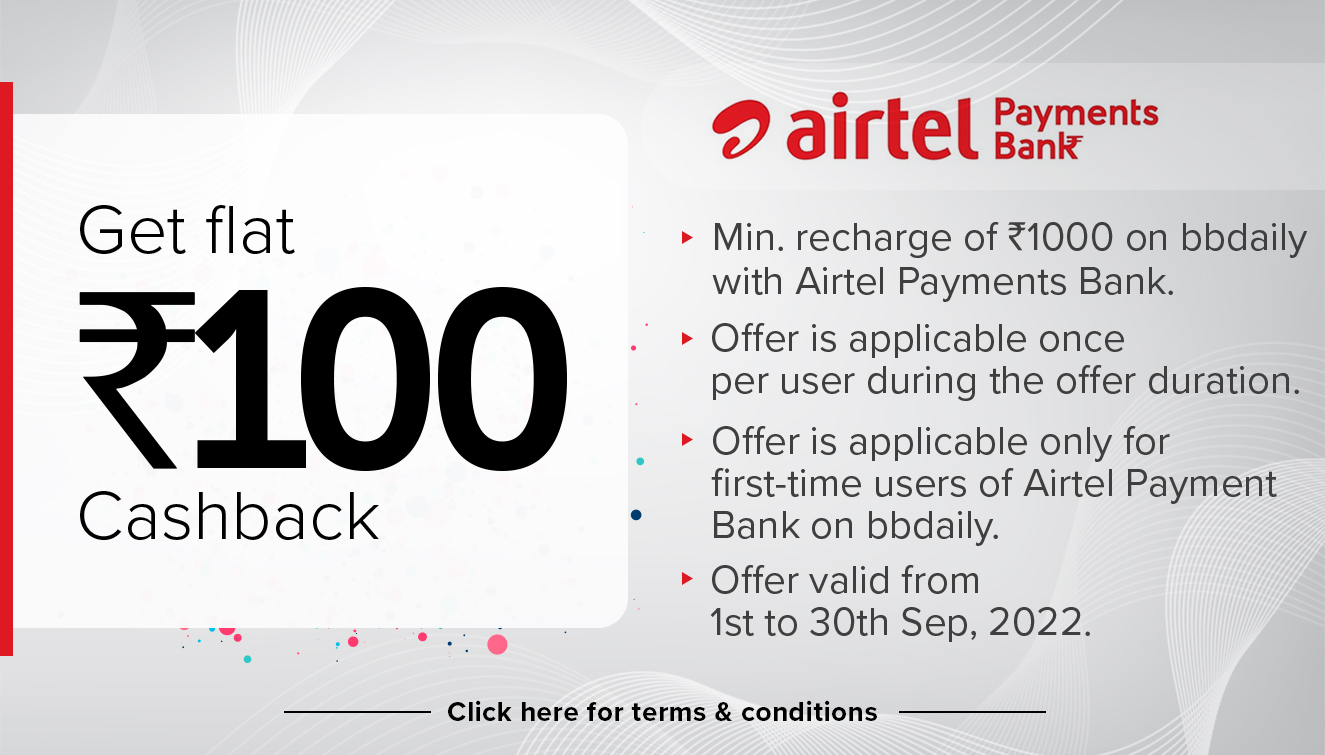 Get flat
₹100
Cashback
airtel Payments Bank
Min. recharge of ₹1000 on bbdaily
with Airtel Payments Bank.
Offer is applicable once
per user during the offer duration.
Offer is applicable only for
first-time users of Airtel Payment
Bank on bbdaily.
Offer valid from
1st to 30th Sep, 2022.
Click here for terms & conditions